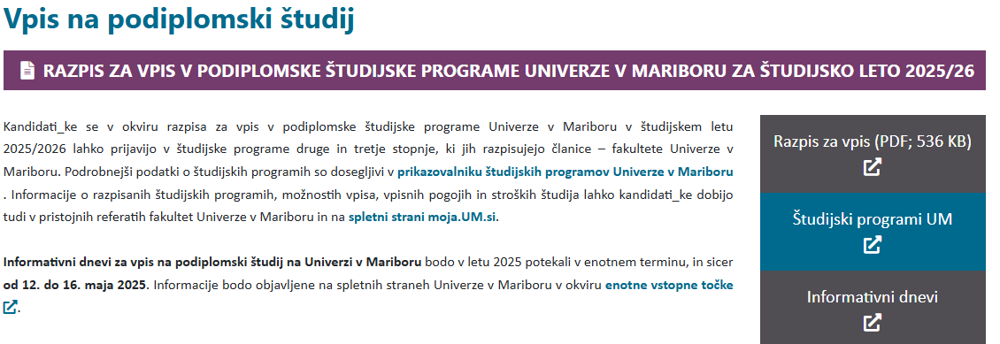 Vpis na podiplomski študij
RAZPIS ZA VPIS V PODIPLOMSKE ŠTUDIJSKE PROGRAME UNIVERZE V MARIBORU ZA ŠTUDIJSKO LETO 2025/26
Kandidati_ke se v okviru razpisa za vpis v podiplomske študijske programe Univerze v Mariboru v študijskem letu
2025/2026 lahko prijavijo v študijske programe druge in tretje stopnje, ki jih razpisujejo članice – fakultete Univerze v
Mariboru. Podrobnejši podatki o študijskih programih so dosegljivi v prikazovalniku študijskih programov Univerze v Mariboru
. Informacije o razpisanih študijskih programih, možnostih vpisa, vpisnih pogojih in stroških študija lahko kandidati_ke dobijo
tudi v pristojnih referatih fakultet Univerze v Mariboru in na spletni strani moja.UM.si.
Informativni dnevi za vpis na podiplomski študij na Univerzi v Mariboru bodo v letu 2025 potekali v enotnem terminu, in sicer
od 12. do 16. maja 2025. Informacije bodo objavljene na spletnih straneh Univerze v Mariboru v okviru enotne vstopne točke
.
Razpis za vpis (PDF; 536 KB)
Študijski programi UM
Informativni dnevi